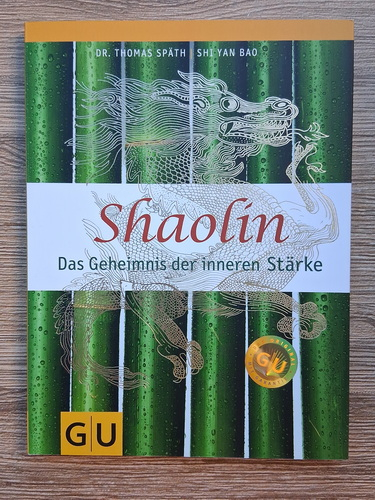 DR. THOMAS SPÄTH | SHI YAN BAO
Shaolin
Das Geheimnis der inneren Stärke
GU
G|U